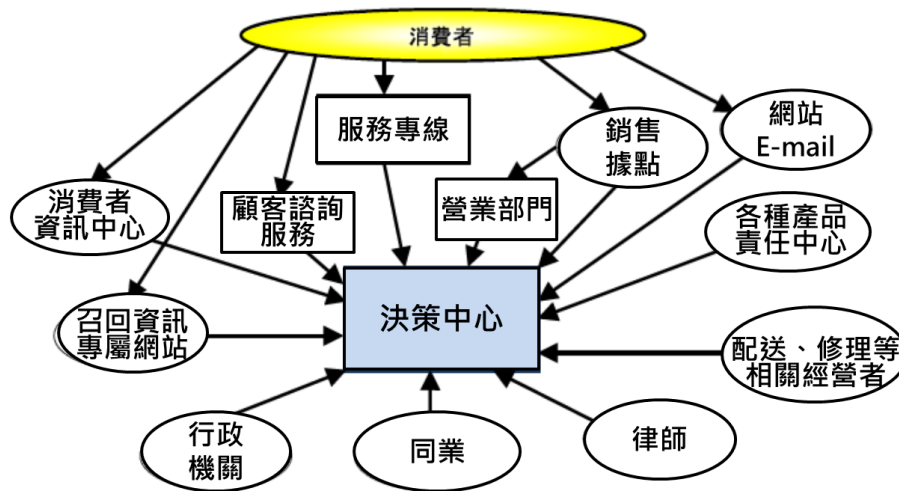 消費者
服務專線
銷售
據點
網站
E-mail
消費者
資訊中心
顧客諮詢
服務
營業部門
各種產品
責任中心
決策中心
召回資訊
專屬網站
配送、修理等
相關經營者
行政
機關
同業
律師